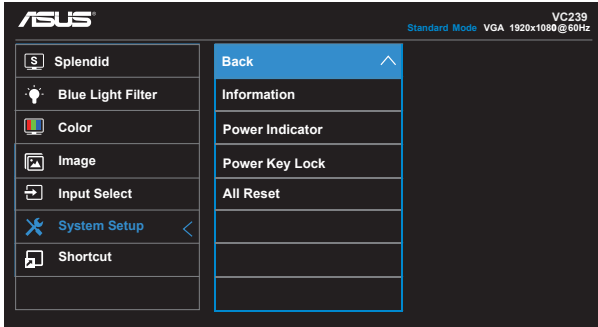 ASUS
VC239
Standard Mode VGA 1920x1080@60Hz
S Splendid
Blue Light Filter
Color
Image
Input Select
System Setup
Shortcut
Back
Information
Power Indicator
Power Key Lock
All Reset